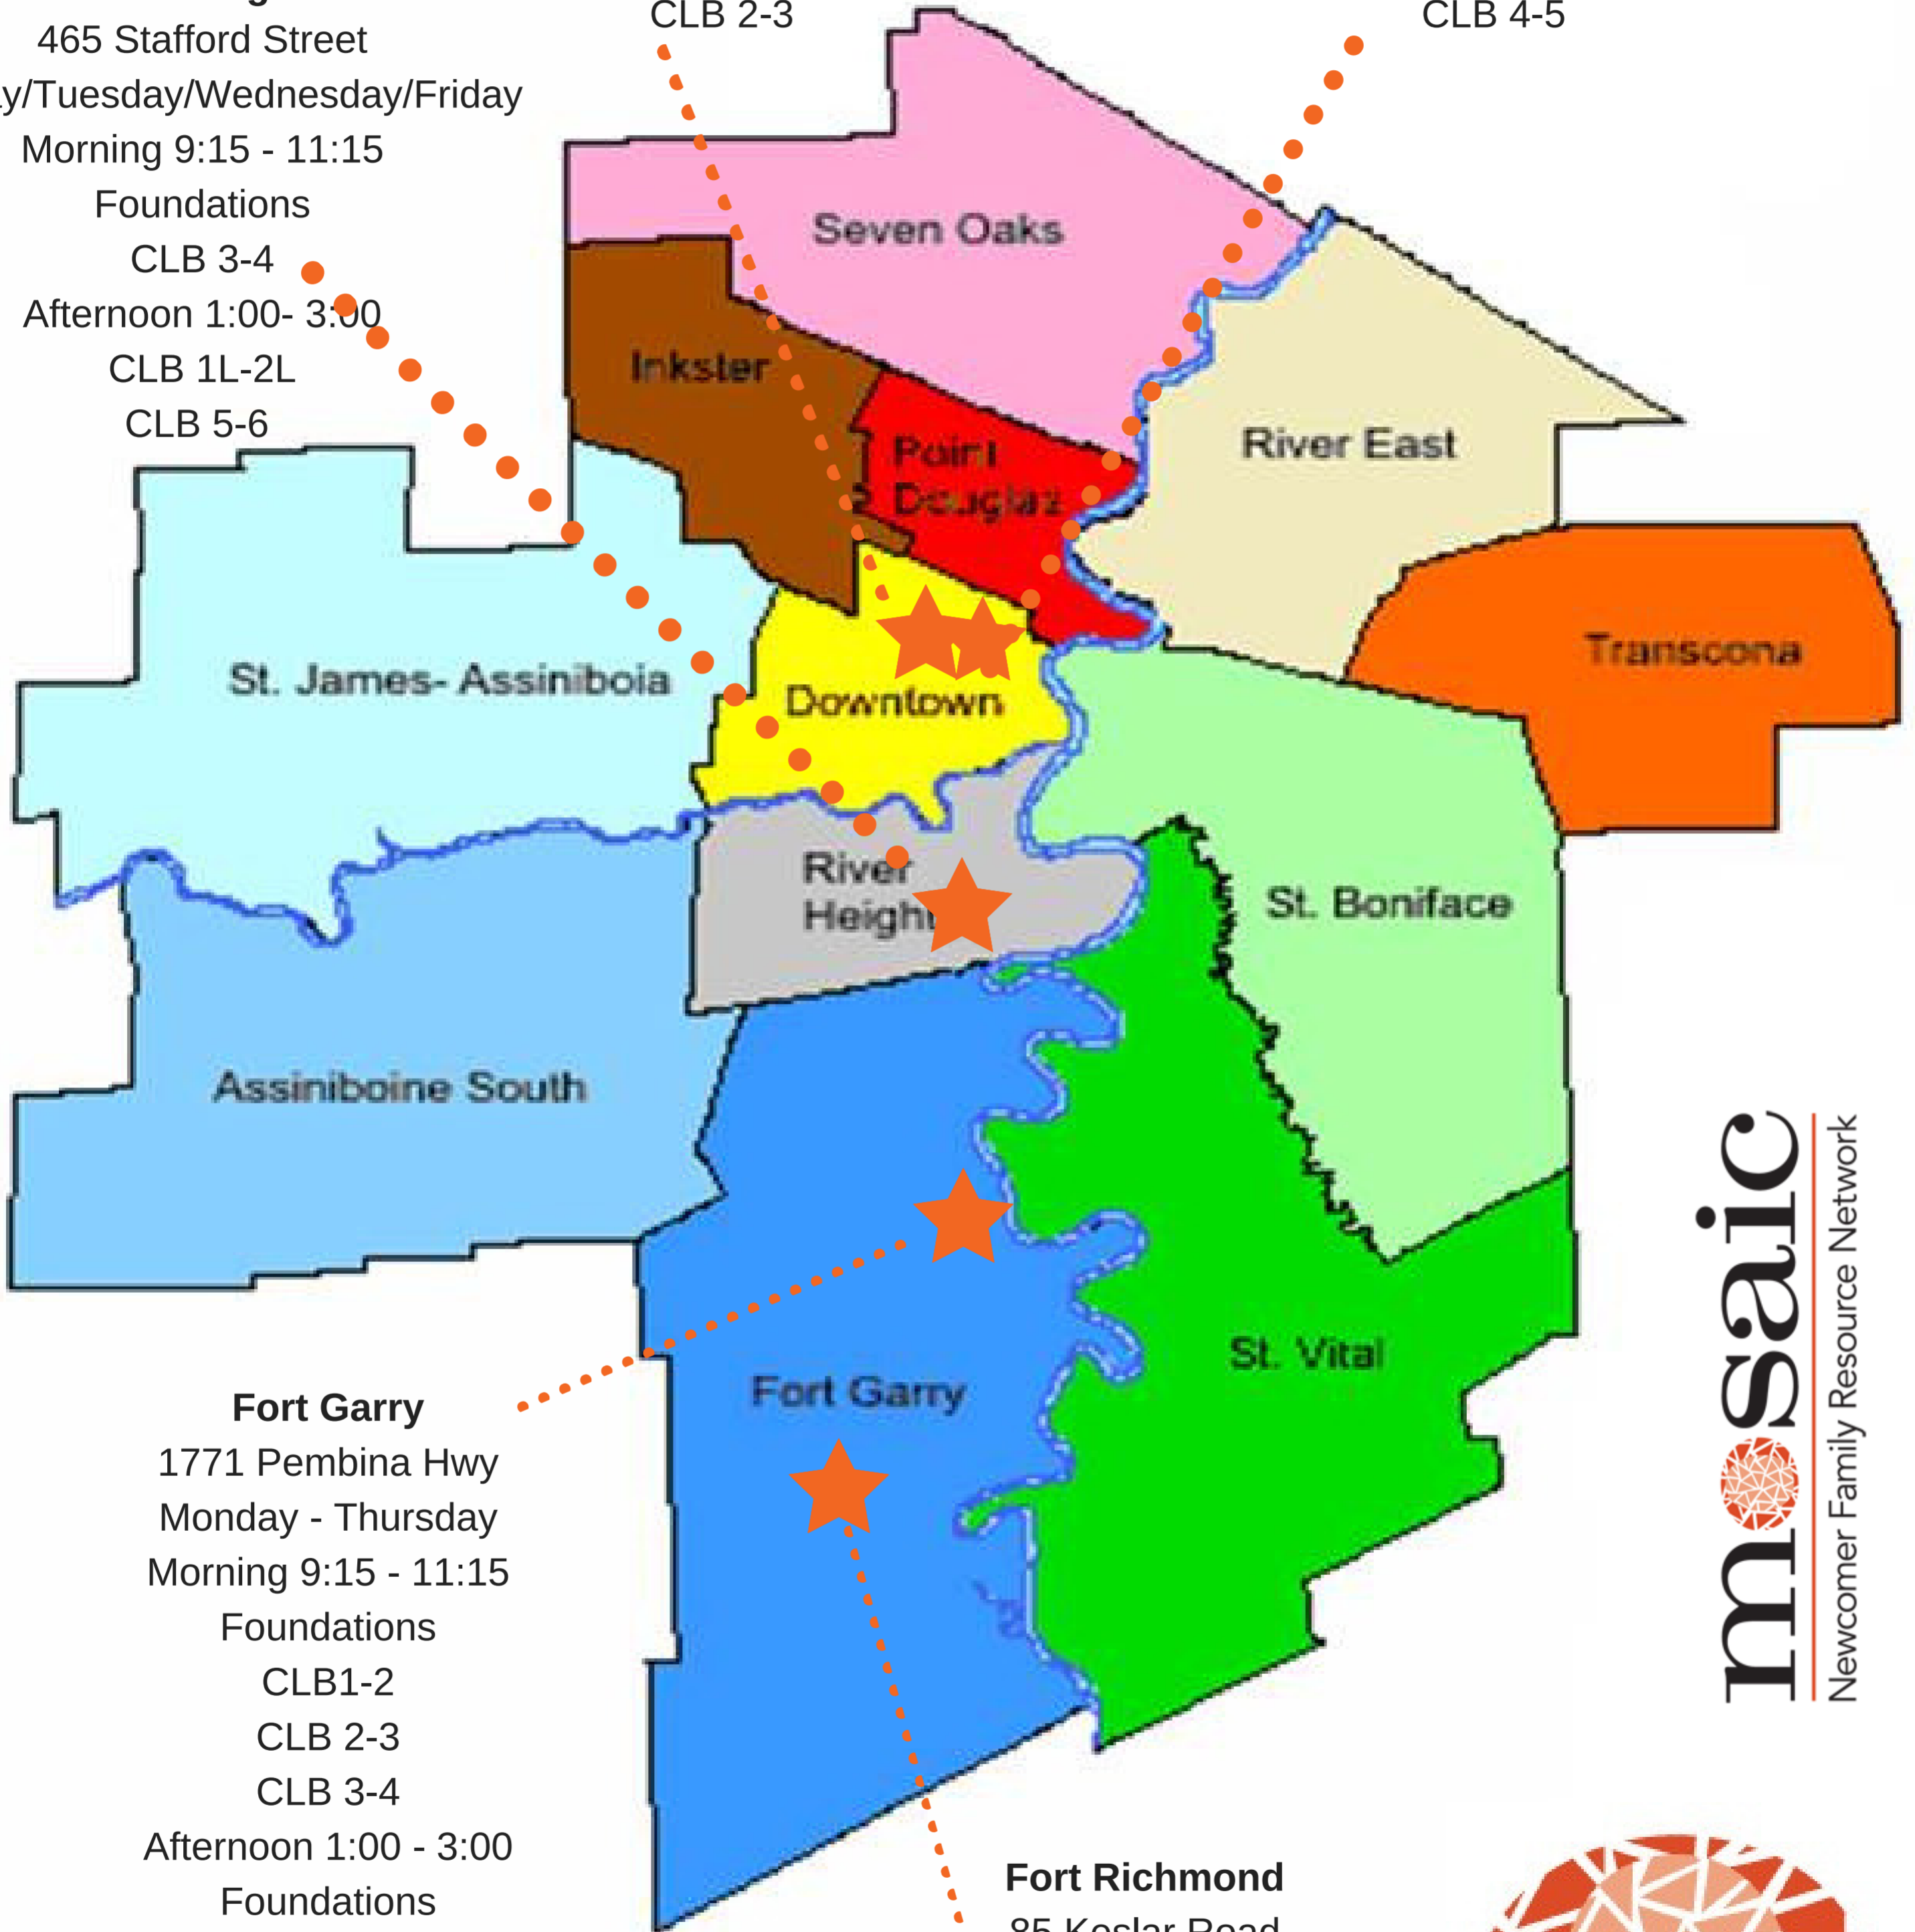 465 Stafford Street
y/Tuesday/Wednesday/Friday
Morning 9:15 - 11:15
Foundations
CLB 3-4
Afternoon 1:00- 3:00
CLB 1L-2L
CLB 5-6
CLB 2-3
CLB 4-5
Seven Oaks
Inkster
Point
Douglas
River East
Transcona
St. James- Assiniboia
Downtown
River
Height
St. Boniface
Assiniboine South
Fort Garry
St. Vital
Fort Garry
1771 Pembina Hwy
Monday - Thursday
Morning 9:15 - 11:15
Foundations
CLB1-2
CLB 2-3
CLB 3-4
Afternoon 1:00 - 3:00
Foundations
Fort Richmond
85 Keslar Road
mosaic
Newcomer Family Resource Network